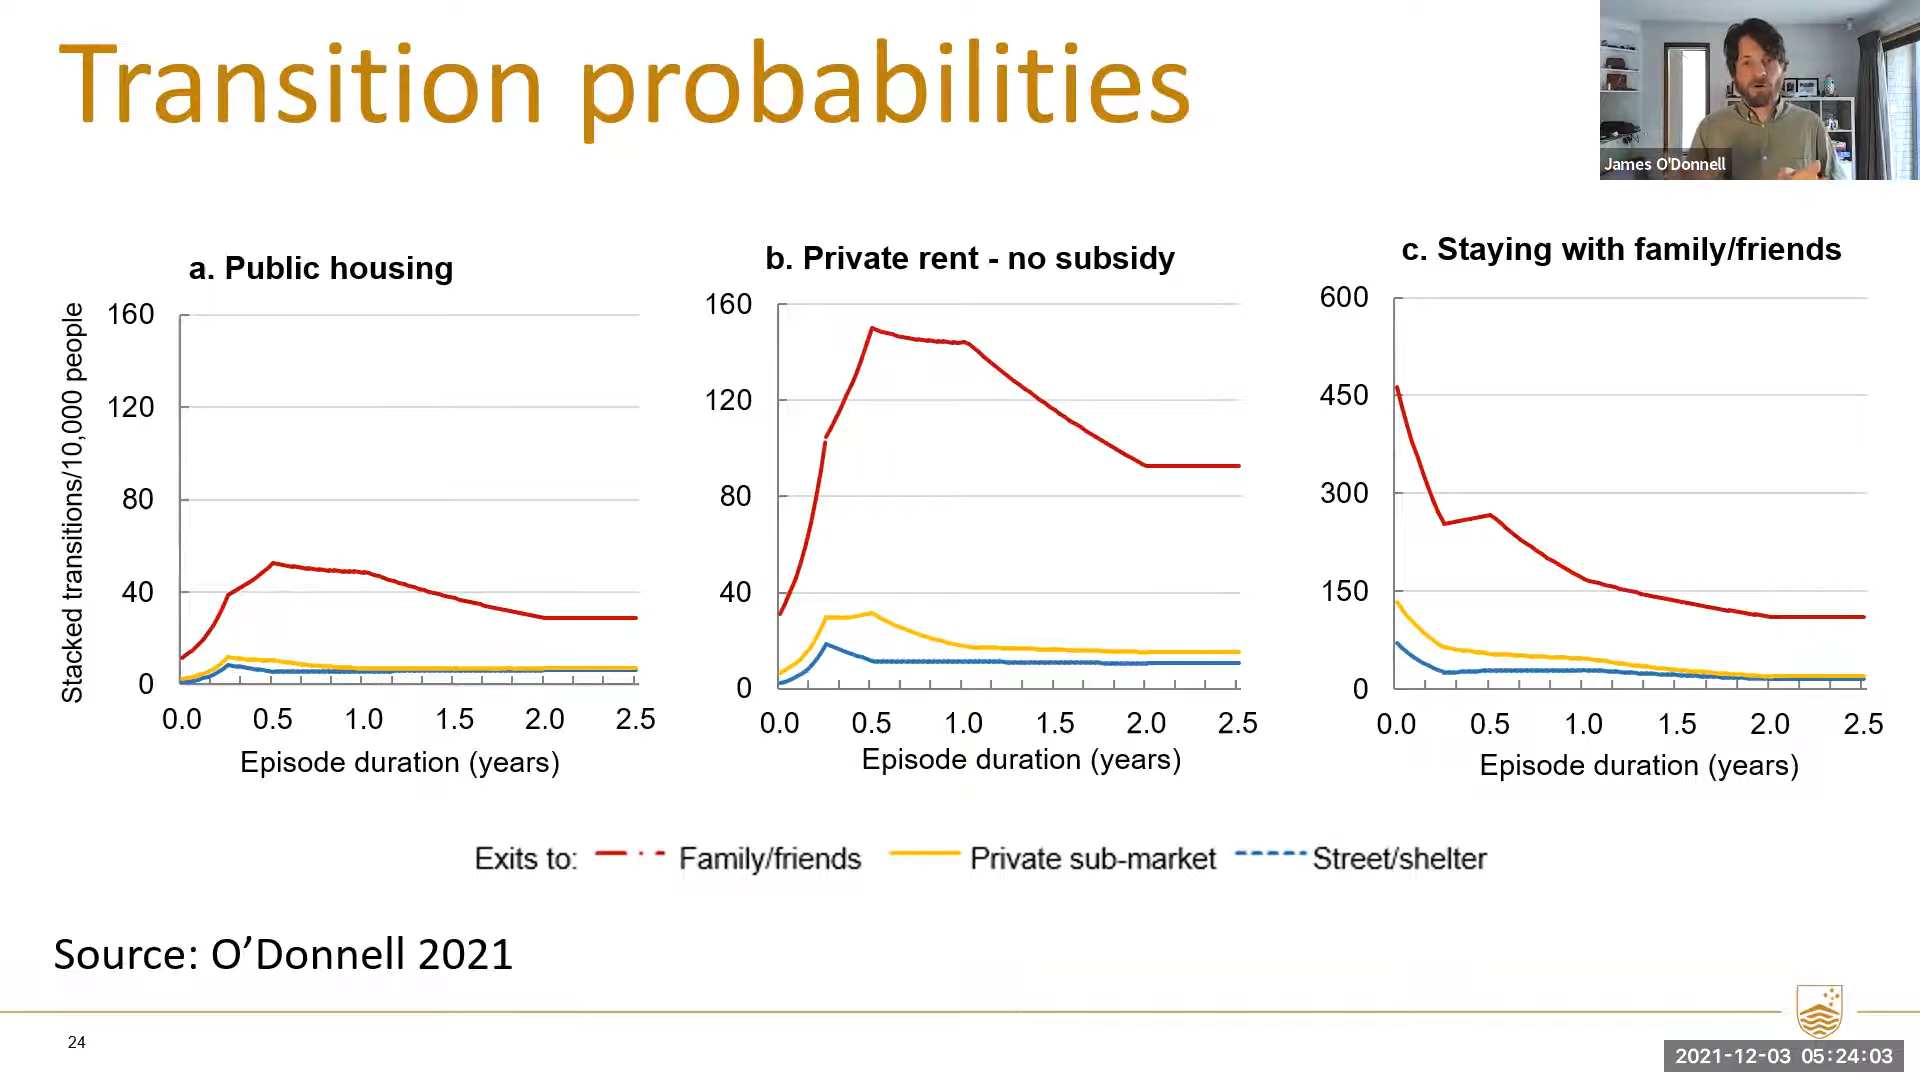 Transition probabilities
James O'Donnell
a. Public housing
b. Private rent - no subsidy
c. Staying with family/friends
Stacked transitions/10,000 people
160
120
80
40
0
0.0 0.5 1.0 1.5 2.0 2.5
Episode duration (years)
160
120
80
40
0
0.0 0.5 1.0 1.5 2.0 2.5
Episode duration (years)
600
450
300
150
0
0.0 0.5 1.0 1.5 2.0 2.5
Episode duration (years)
Exits to: Family/friends Private sub-market Street/shelter
Source: O’Donnell 2021
24
2021-12-03 05:24:03